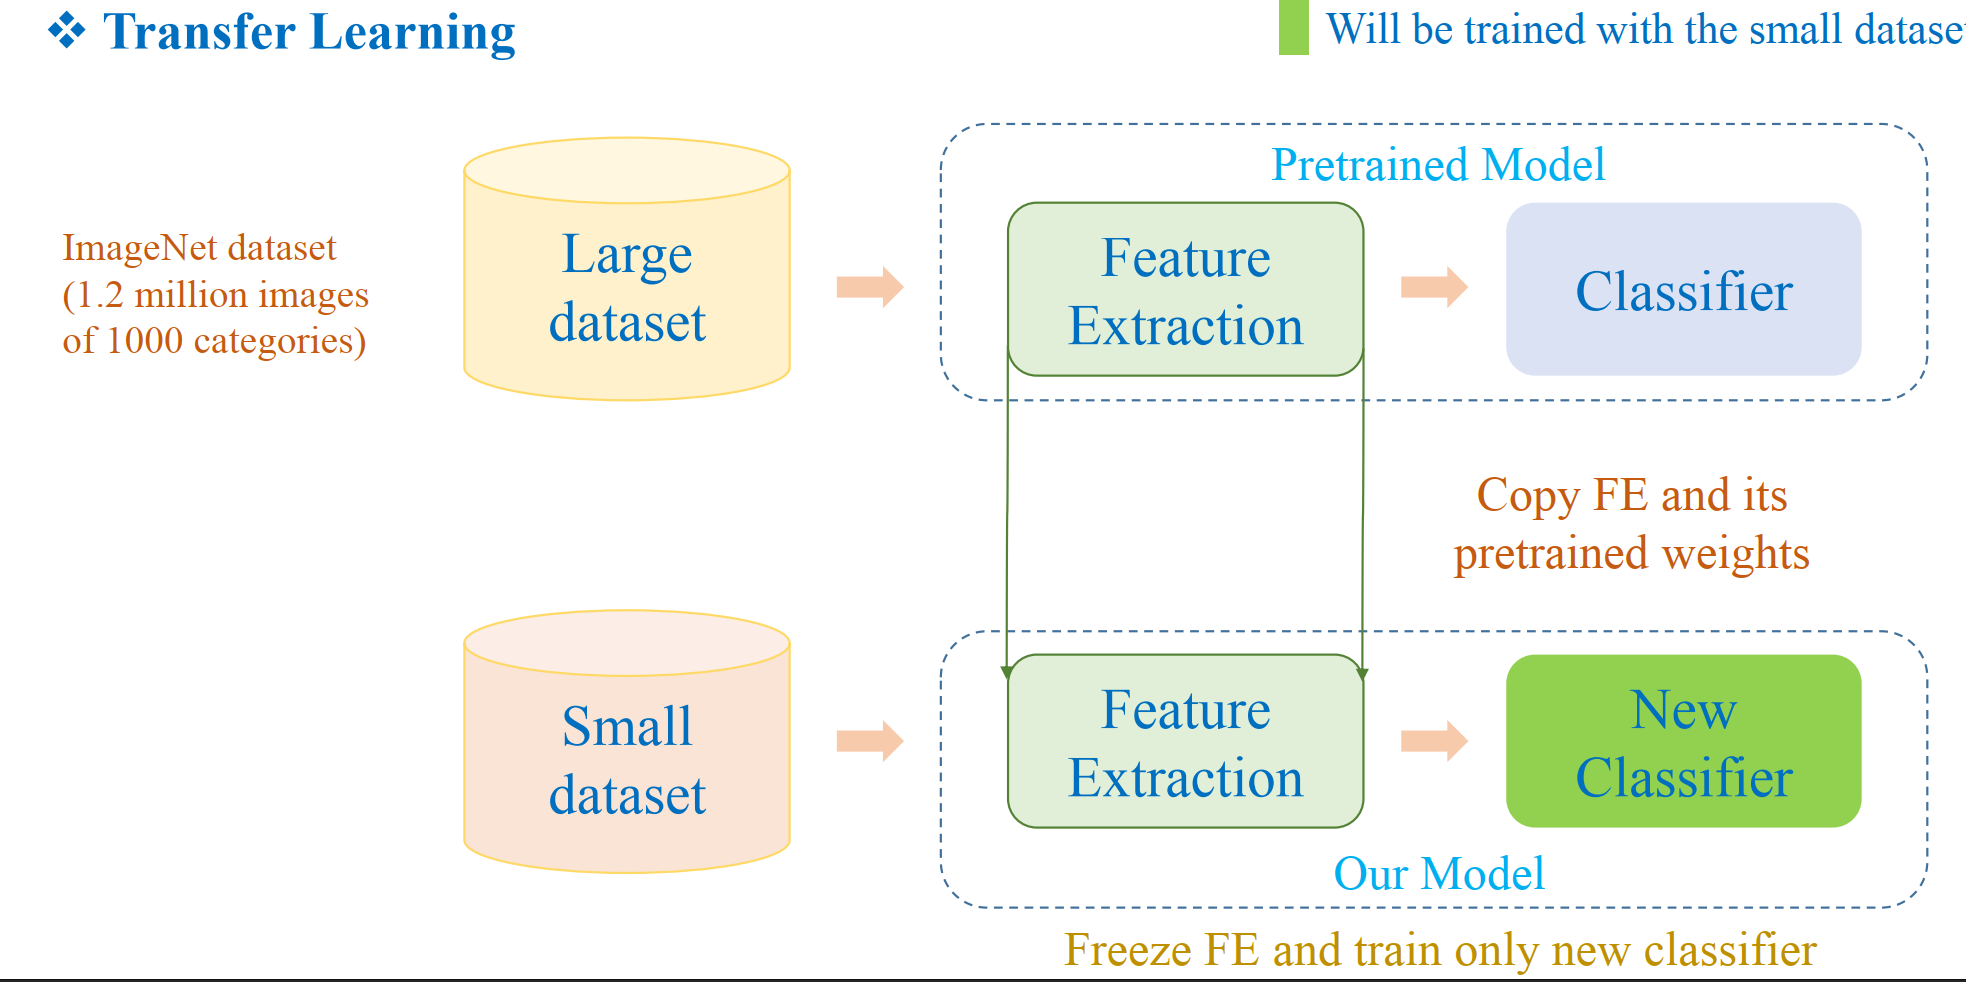 ❖ Transfer Learning
Will be trained with the small
Pretrained Model
ImageNet dataset
(1.2 million images
of 1000 categories)
Large
dataset
Feature
Extraction
Classifier
Copy FE and its
pretrained weights
Small
dataset
Feature
Extraction
New
Classifier
Our Model
Freeze FE and train only new classifier